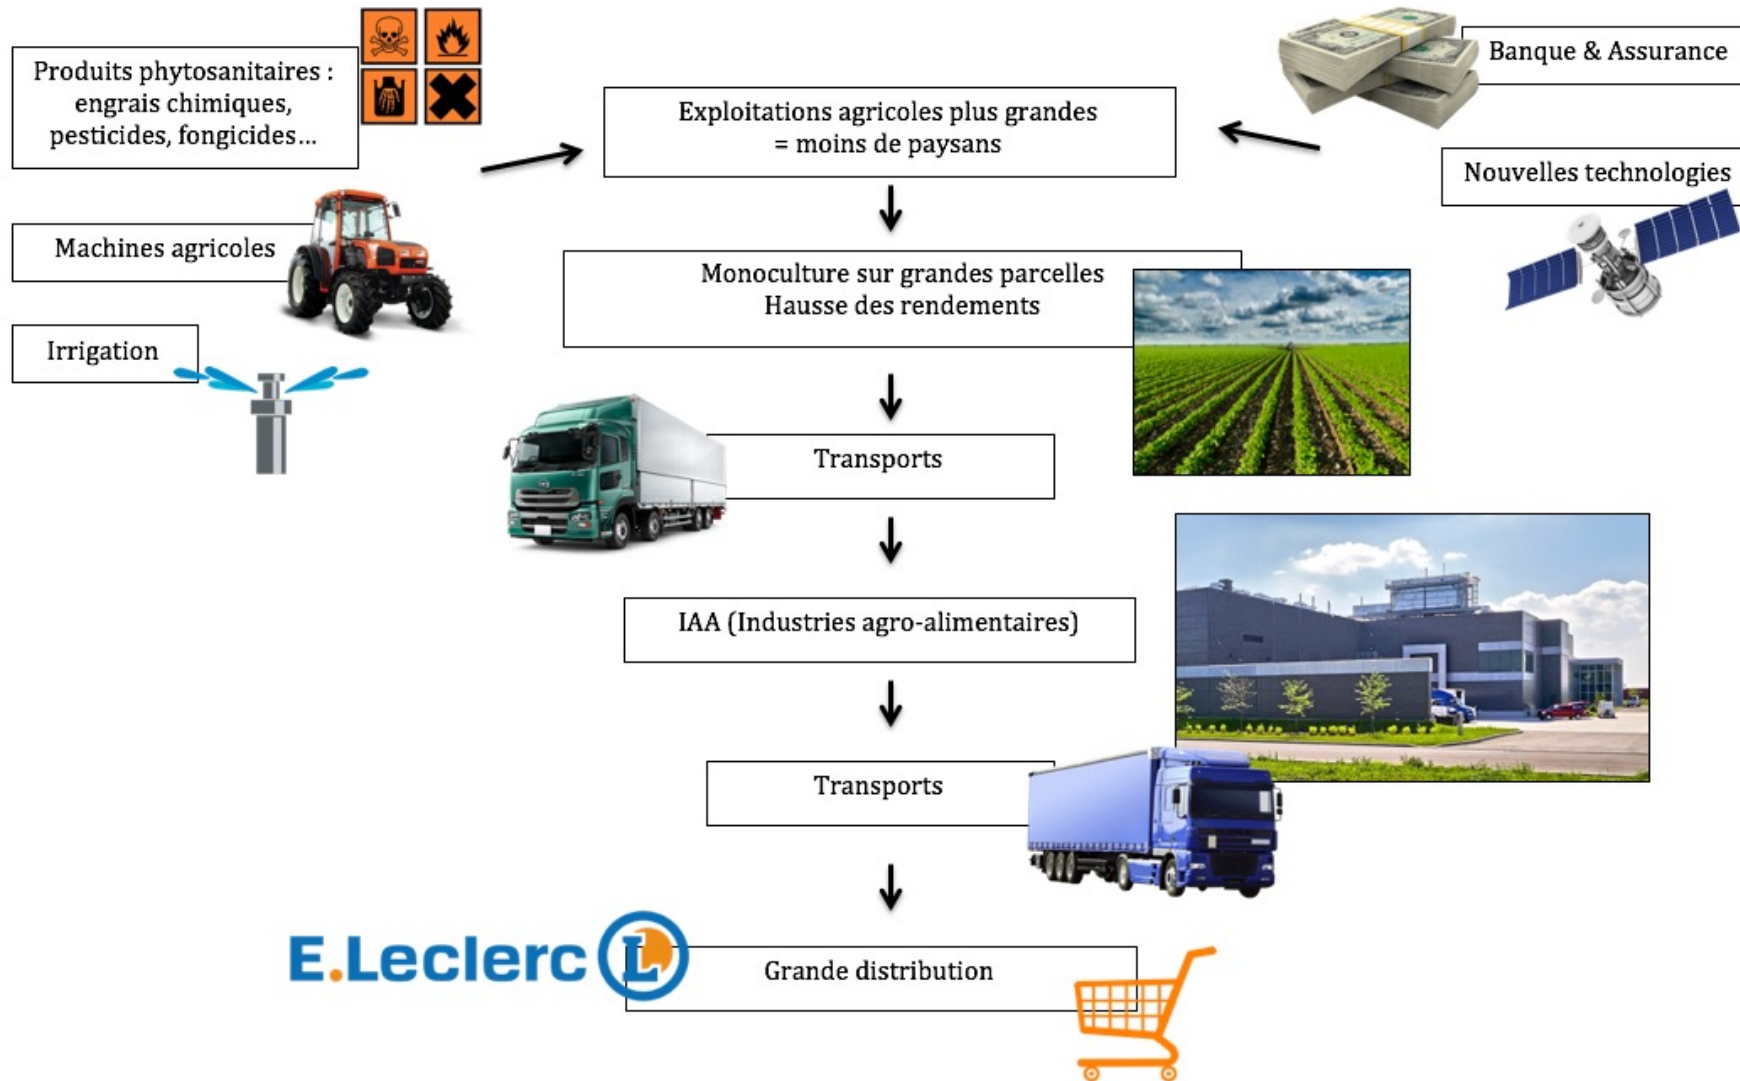 Produits phytosanitaires :
engrais chimiques,
pesticides, fongicides...
Machines agricoles
Irrigation
Exploitations agricoles plus grandes
= moins de paysans
Banque & Assurance
Nouvelles technologies
Monoculture sur grandes parcelles
Hausse des rendements
Transports
IAA (Industries agro-alimentaires)
Transports
E.Leclerc L
Grande distribution